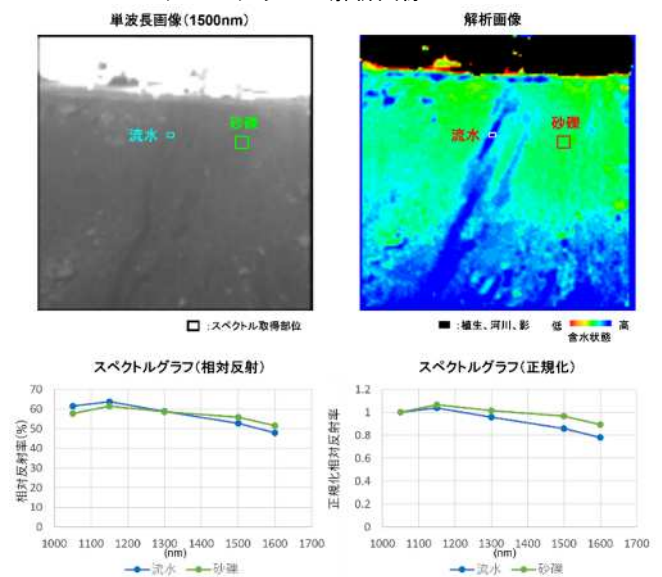 単波長画像(1500nm)
解析画像
流水
砂礫
流水
砂礫
:スペクトル取得部位
:植生、河川、影
低
高
含水状態
スペクトルグラフ(相対反射)
スペクトルグラフ(正規化)
相対反射率(%)
70
60
50
40
30
20
10
0
1000 1100 1200 1300 1400 1500 1600 1700
(nm)
流水
砂礫
正規化相対反射率
1.2
1
0.8
0.6
0.4
0.2
0
1000 1100 1200 1300 1400 1500 1600 1700
(nm)
流水
砂礫